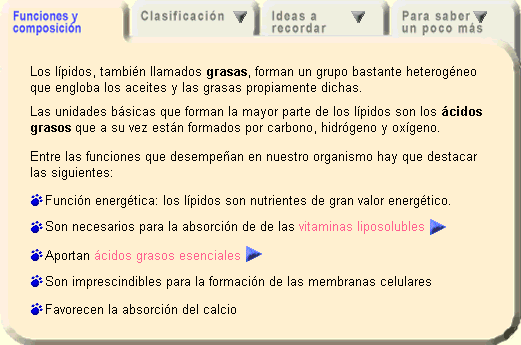 Funciones y
composición
Clasificación
Ideas a
recordar
Para saber
un poco más
Los lípidos, también llamados grasas, forman un grupo bastante heterogéneo
que engloba los aceites y las grasas propiamente dichas.
Las unidades básicas que forman la mayor parte de los lípidos son los ácidos
grasos que a su vez están formados por carbono, hidrógeno y oxígeno.
Entre las funciones que desempeñan en nuestro organismo hay que destacar
las siguientes:
Función energética: los lípidos son nutrientes de gran valor energético.
Son necesarios para la absorción de de las vitaminas liposolubles
Aportan ácidos grasos esenciales
Son imprescindibles para la formación de las membranas celulares
Favorecen la absorción del calcio